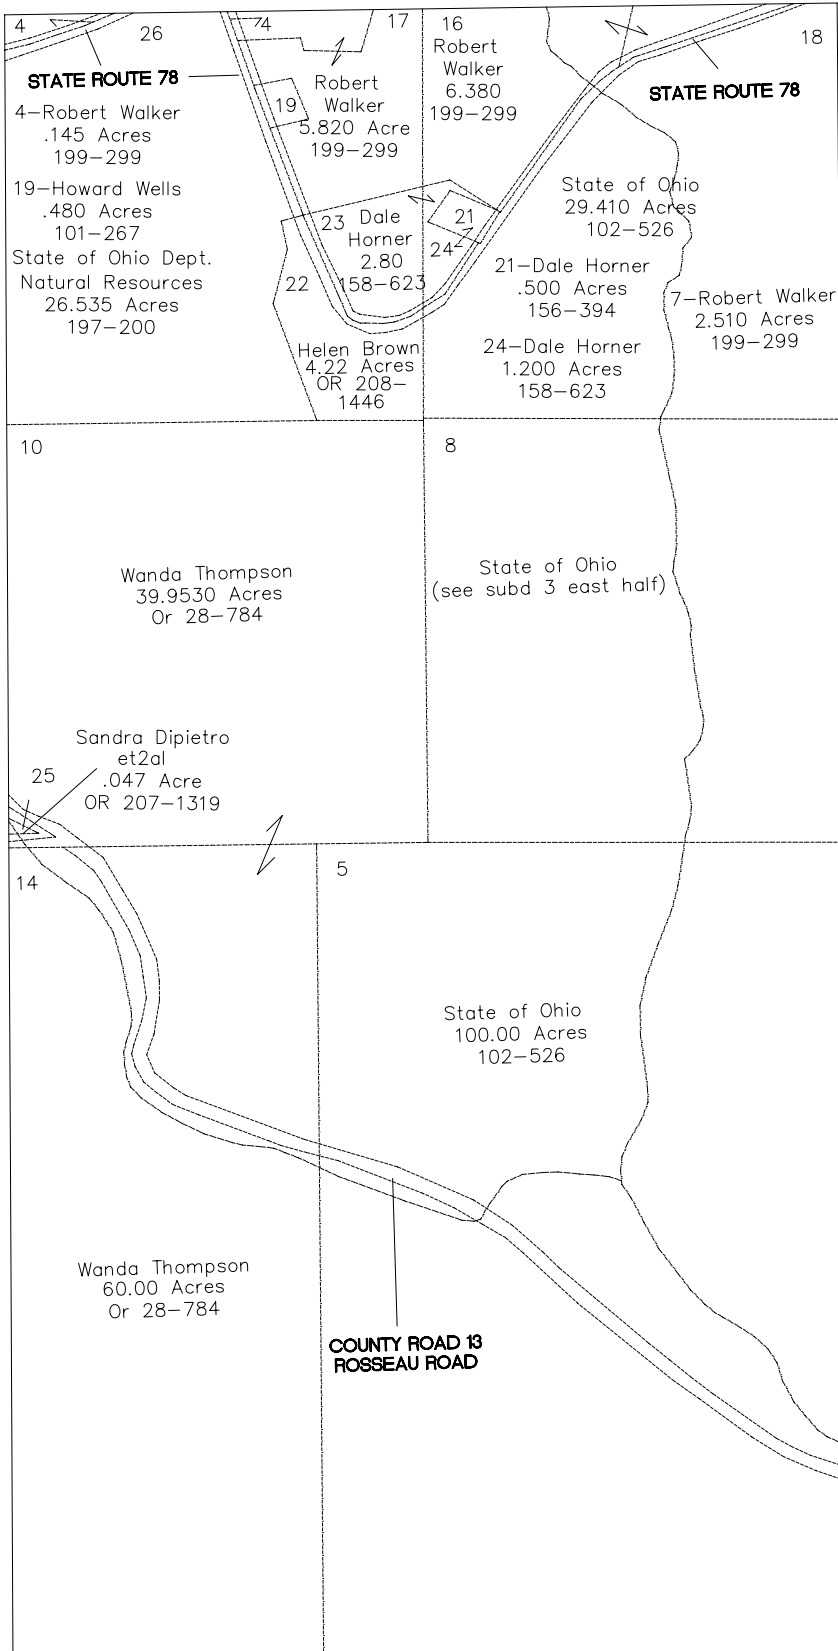 4
26
4
17
16
18
STATE ROUTE 78
STATE ROUTE 78
4-Robert Walker
.145 Acres
199-299
19-Howard Wells
.480 Acres
101-267
State of Ohio Dept.
Natural Resources
26.535 Acres
197-200
19
Robert
Walker
5.820 Acre
199-299
Robert
Walker
6.380
199-299
22
23
Dale
Horner
2.80
158-623
21
24
Helen Brown
4.22 Acres
OR 208-
1446
State of Ohio
29.410 Acres
102-526
21-Dale Horner
.500 Acres
156-394
24-Dale Horner
1.200 Acres
158-623
7-Robert Walker
2.510 Acres
199-299
10
8
Wanda Thompson
39.9530 Acres
Or 28-784
State of Ohio
(see subd 3 east half)
Sandra Dipietro
et2al
.047 Acre
OR 207-1319
25
14
5
State of Ohio
100.00 Acres
102-526
Wanda Thompson
60.00 Acres
Or 28-784
COUNTY ROAD 13
ROSSEAU ROAD